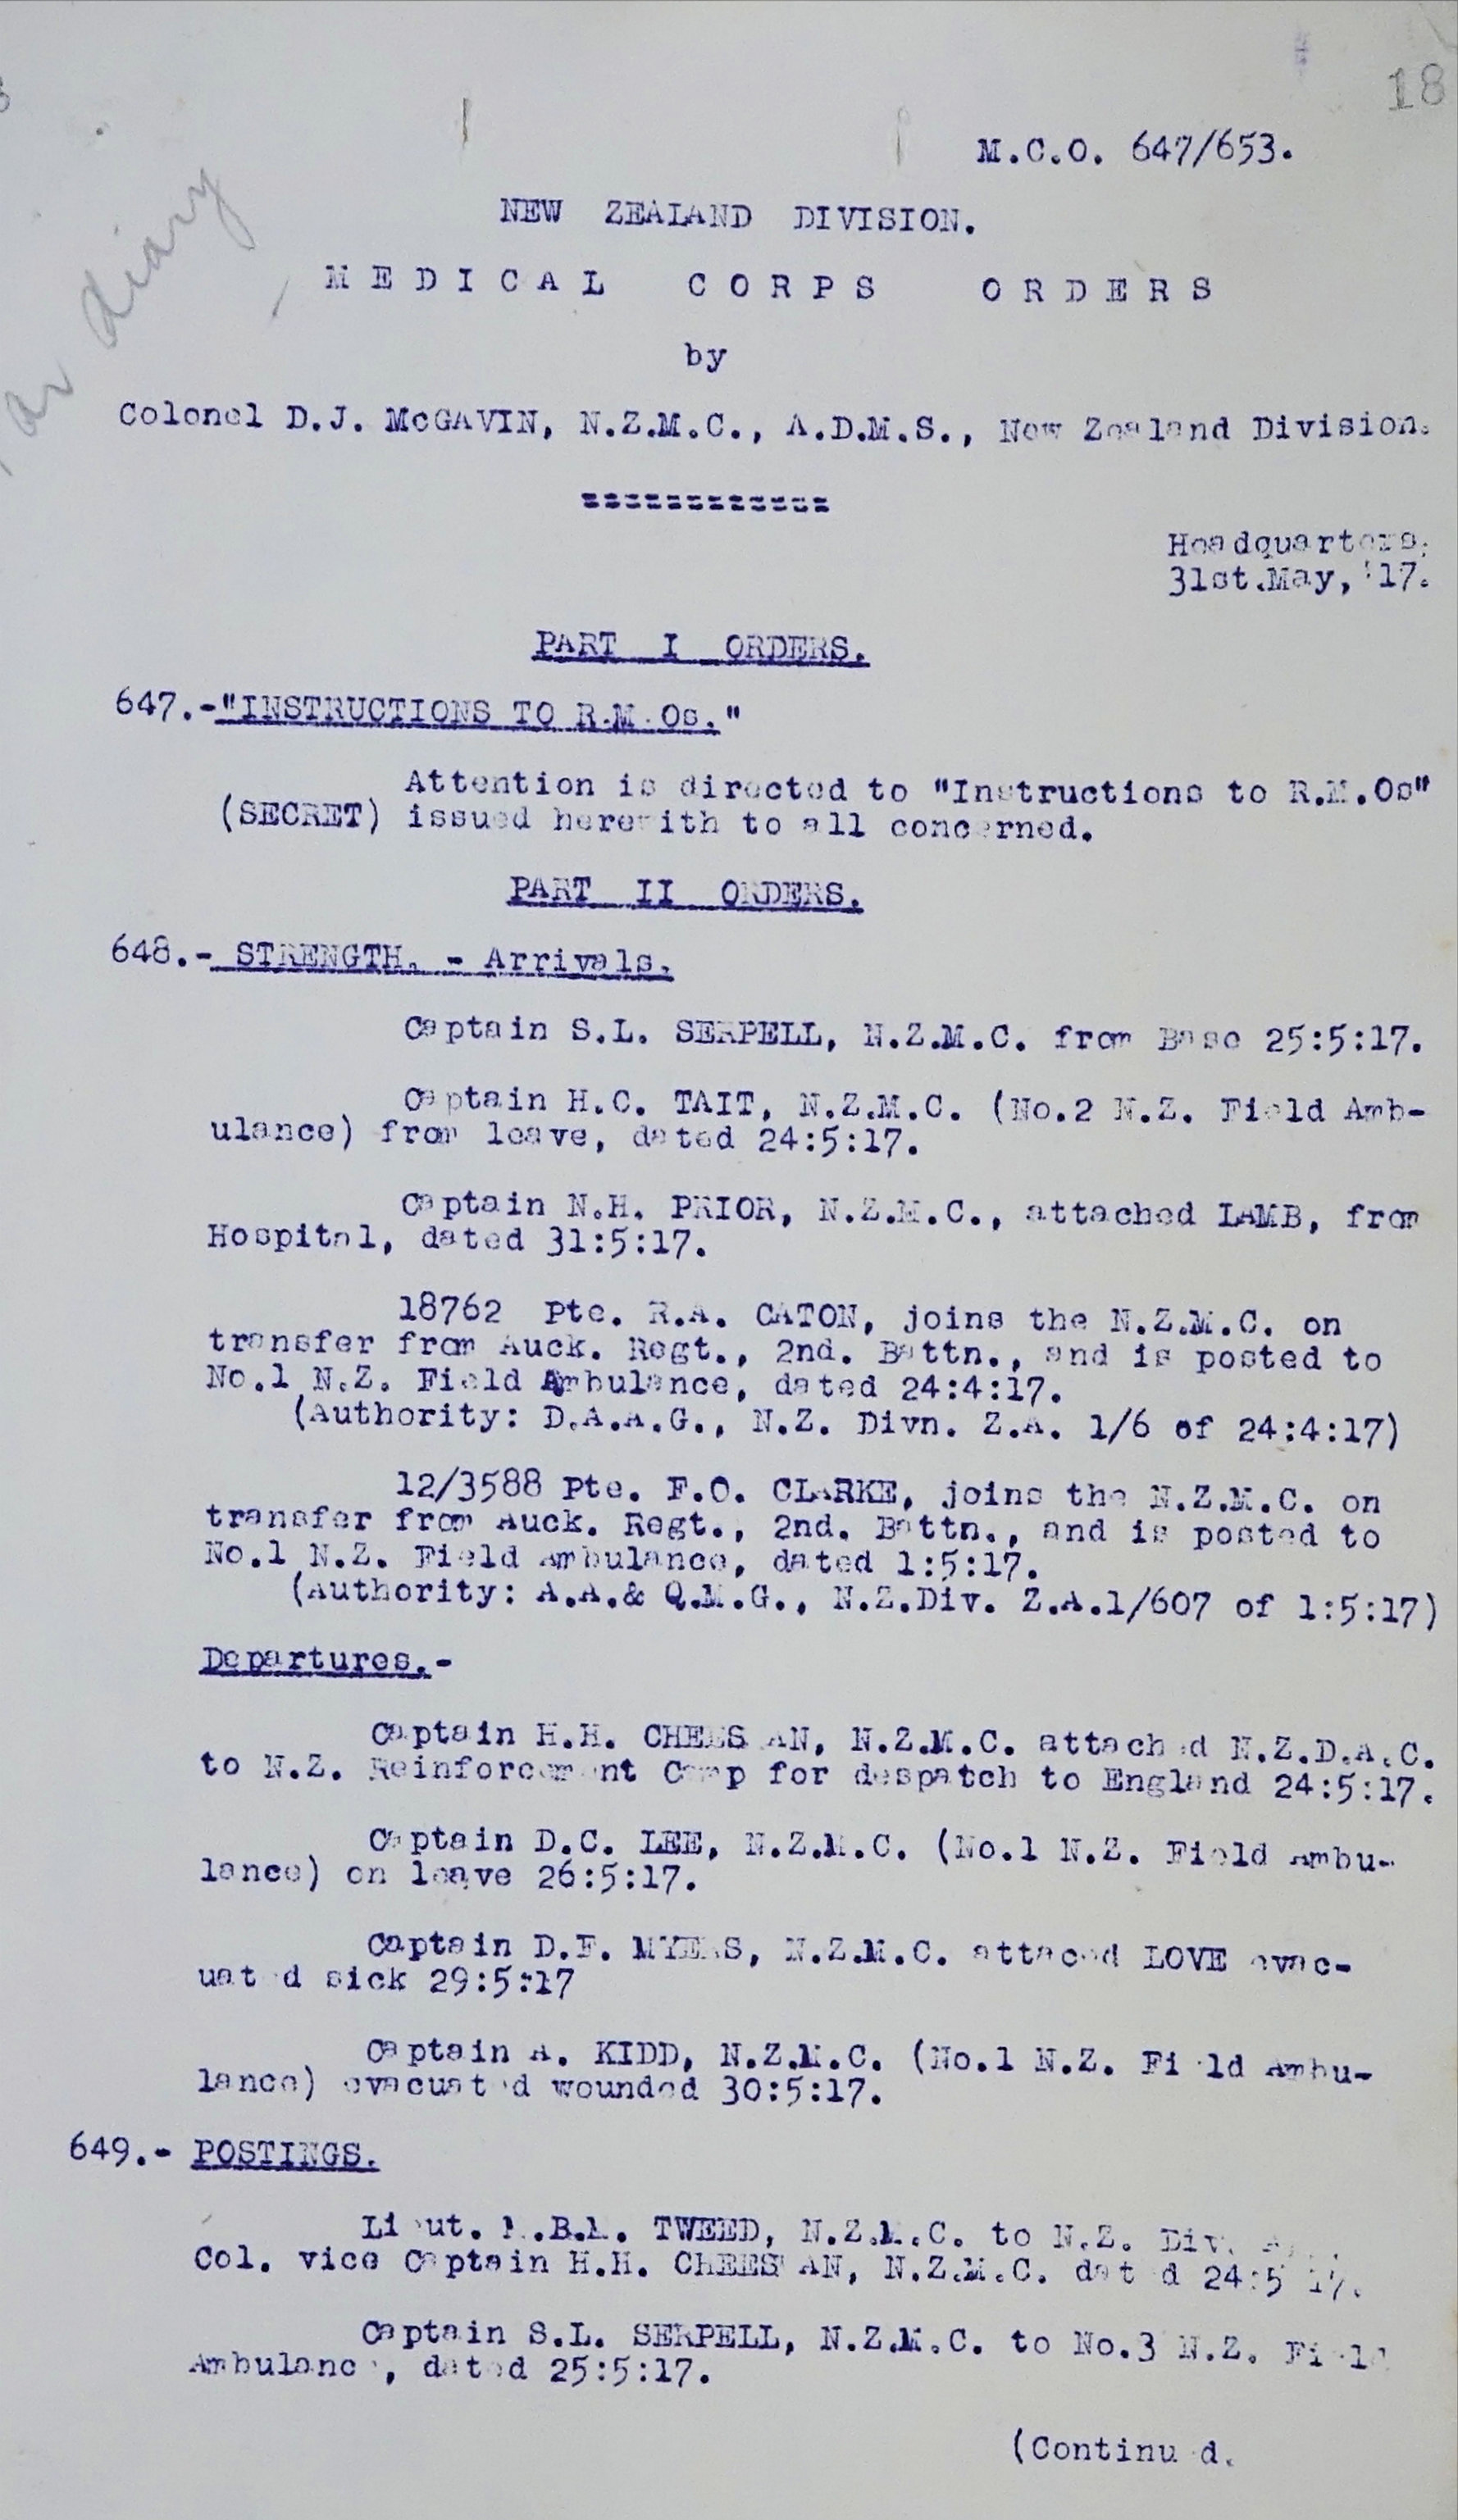 18
M.C.O. 647/653.
NEW ZEALAND DIVISION.
MEDICAL CORPS ORDERS
diary
by
Colonel D.J. McGAVIN, N.Z.M.C., A.D.M.S., New Zealand Division.
============
Headquarters,
31st.May, '17.
PART I ORDERS.
647.-"INSTRUCTIONS TO R.M.Os."
Attention is directed to "Instructions to R.M.Os"
(SECRET) issued herewith to all concerned.
PART II ORDERS.
648.- STRENGTH. - Arrivals.
Captain S.L. SERPELL, N.Z.M.C. from Base 25:5:17.
Captain H.C. TAIT, N.Z.M.C. (No.2 N.Z. Field Amb-
ulance) from leave, dated 24:5:17.
Captain N.H. PRIOR, N.Z.M.C., attached LAMB, from
Hospital, dated 31:5:17.
18762 Pte. R.A. CATON, joins the N.Z.M.C. on
transfer from Auck. Regt., 2nd. Battn., and is posted to
No.1 N.Z. Field Ambulance, dated 24:4:17.
(Authority: D.A.A.G., N.Z. Divn. Z.A. 1/6 of 24:4:17)
12/3588 Pte. F.O. CLARKE, joins the N.Z.M.C. on
transfer from Auck. Regt., 2nd. Battn., and is posted to
No.1 N.Z. Field Ambulance, dated 1:5:17.
(Authority: A.A.& Q.M.G., N.Z.Div. Z.A.1/607 of 1:5:17)
Departures.-
Captain H.H. CHEESMAN, N.Z.M.C. attached N.Z.D.A.C.
to N.Z. Reinforcement Camp for despatch to England 24:5:17.
Captain D.C. LEE, N.Z.M.C. (No.1 N.Z. Field Ambu-
lance) on leave 26:5:17.
Captain D.F. MYERS, N.Z.M.C. attaced LOVE evac-
uated sick 29:5:17
Captain A. KIDD, N.Z.M.C. (No.1 N.Z. Field Ambu-
lance) evacuated wounded 30:5:17.
649.- POSTINGS.
Lieut. M.B.M. TWEED, N.Z.M.C. to N.Z. Div.
Col. vice Captain H.H. CHEESMAN, N.Z.M.C. dated 24:5:17.
Captain S.L. SERPELL, N.Z.M.C. to No.3 N.Z. Field
Ambulance, dated 25:5:17.
(Continued.